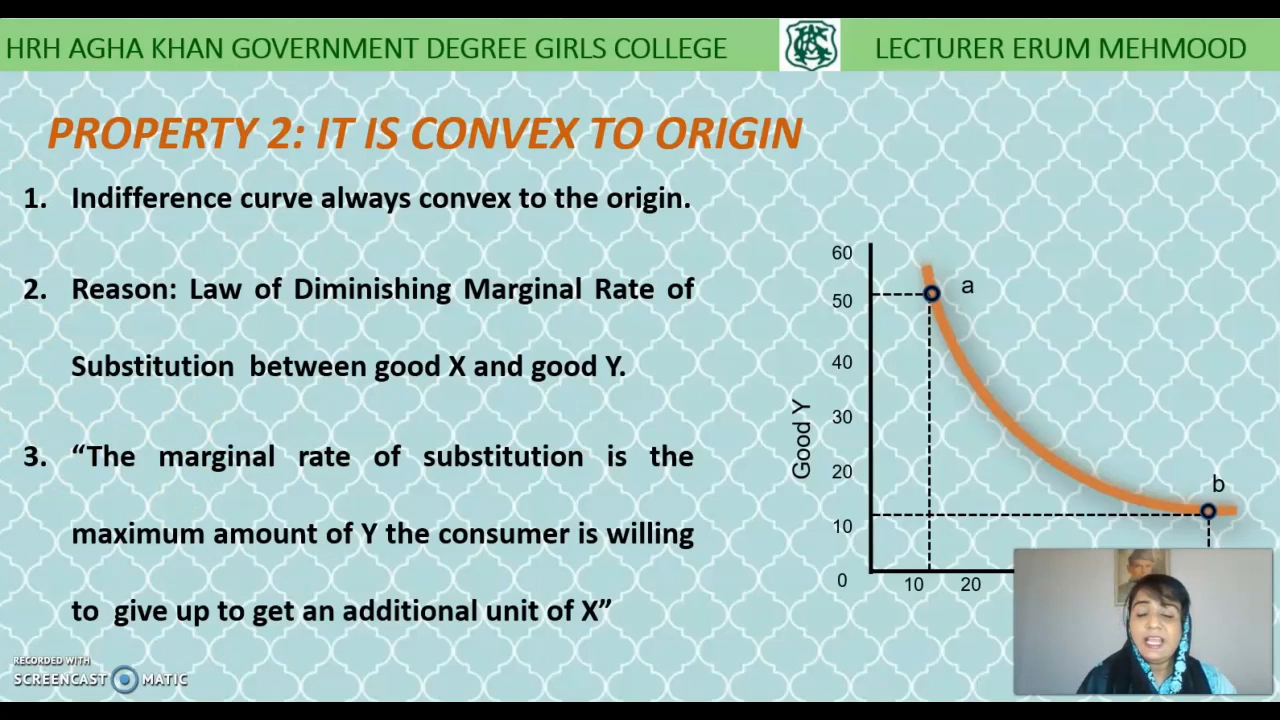 HRH AGHA KHAN GOVERNMENT DEGREE GIRLS COLLEGE
LECTURER ERUM MEHMOOD
PROPERTY 2: IT IS CONVEX TO ORIGIN
1. Indifference curve always convex to the origin.
2. Reason: Law of Diminishing Marginal Rate of
Substitution between good X and good Y.
3. “The marginal rate of substitution is the
maximum amount of Y the consumer is willing
to give up to get an additional unit of X”
60
a
50
40
30
Good Y
20
b
10
0
10 20
RECORDED WITH
SCREENCAST MATIC